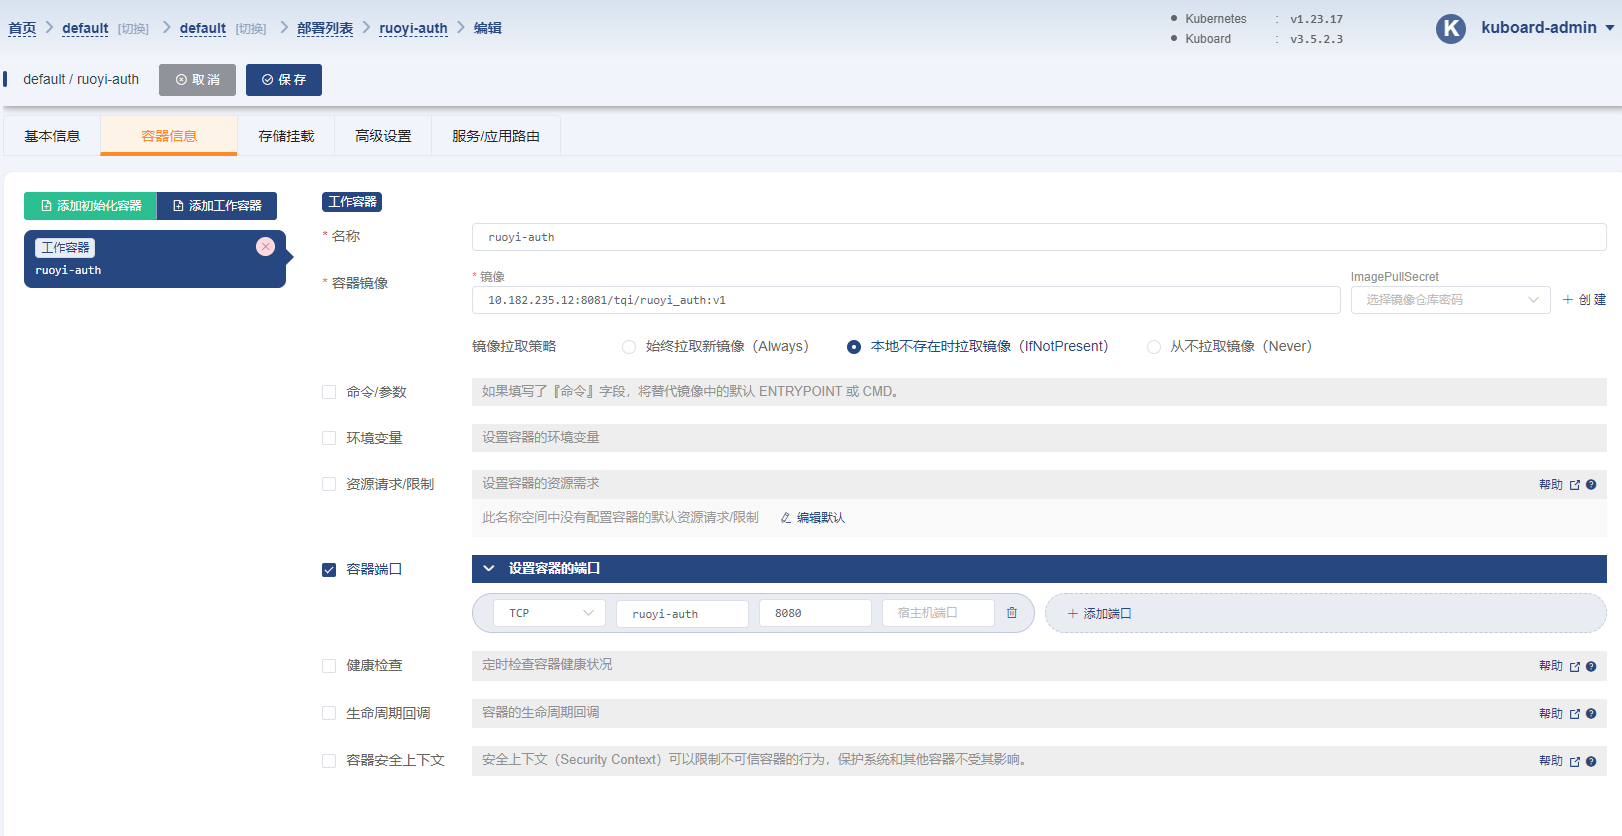 首页 default [切换] default [切换] 部署列表 ruoyi-auth 编辑
Kubernetes : v1.23.17
Kuboard : v3.5.2.3
K kuboard-admin
default / ruoyi-auth 取 消 保 存
基本信息 容器信息 存储挂载 高级设置 服务/应用路由
添加初始化容器 添加工作容器
工作容器
ruoyi-auth
工作容器
* 名称 ruoyi-auth
* 容器镜像
* 镜像 ImagePullSecret
10.182.235.12:8081/tqi/ruoyi_auth:v1 选择镜像仓库密码 + 创 建
镜像拉取策略 始终拉取新镜像（Always） 本地不存在时拉取镜像（IfNotPresent） 从不拉取镜像（Never）
命令/参数 如果填写了『命令』字段，将替代镜像中的默认 ENTRYPOINT 或 CMD。
环境变量 设置容器的环境变量
资源请求/限制 设置容器的资源需求 帮助
此名称空间中没有配置容器的默认资源请求/限制 编辑默认
容器端口 设置容器的端口
TCP ruoyi-auth 8080 宿主机端口 + 添加端口
健康检查 定时检查容器健康状况 帮助
生命周期回调 容器的生命周期回调 帮助
容器安全上下文 安全上下文（Security Context）可以限制不可信容器的行为，保护系统和其他容器不受其影响。 帮助